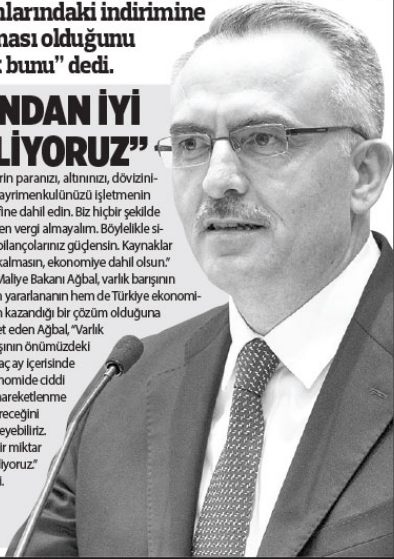 nlarındaki indirimine
ması olduğunu
k bunu” dedi.
NDAN İYİ
LİYORUZ”
rin paranızı, altınınızı, dövizini-
ayrimenkulünüzü işletmenin
fine dahil edin. Biz hiçbir şekilde
en vergi almayalım. Böylelikle si-
bilançolarınız güçlensin. Kaynaklar
kalmasın, ekonomiye dahil olsun.”
Maliye Bakanı Ağbal, varlık barışının
n yararlananın hem de Türkiye ekonomi-
n kazandığı bir çözüm olduğuna
et eden Ağbal, “Varlık
şının önümüzdeki
aç ay içerisinde
nomide ciddi
hareketlenme
receğini
eyebiliriz.
ir miktar
liyoruz.”
i.